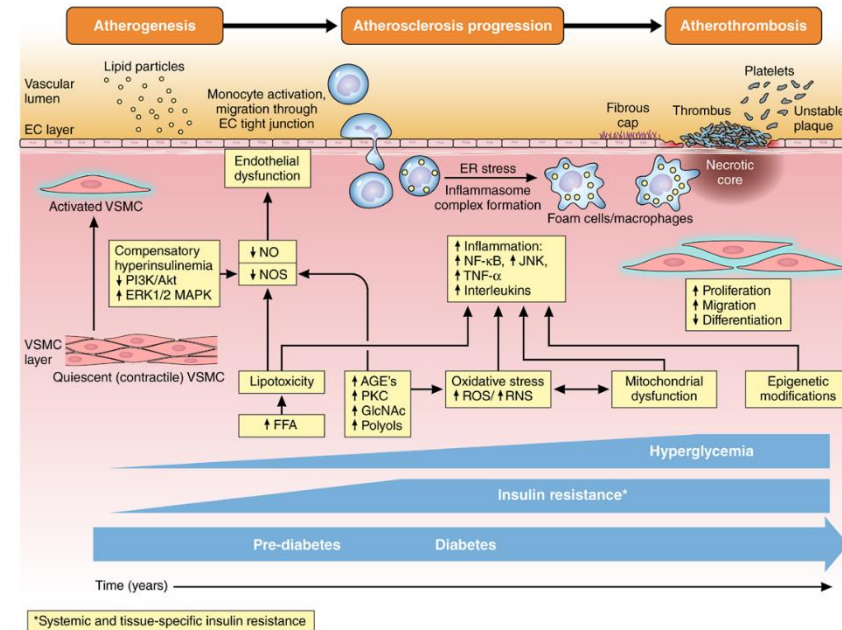 Atherogenesis
Atherosclerosis progression
Atherothrombosis
Lipid particles
Vascular
lumen
EC layer
Monocyte activation,
migration through
EC tight junction
Platelets
Fibrous
cap
Thrombus
Unstable
plaque
Endothelial
dysfunction
ER stress
Inflammasome
complex formation
Foam cells/macrophages
Necrotic
core
Activated VSMC
Compensatory
hyperinsulinemia
↓ PI3K/Akt
↑ ERK1/2 MAPK
↓ NO
↓ NOS
↑ Inflammation:
↑ NF-κB, ↑ JNK,
↑ TNF-α
↑ Interleukins
↑ Proliferation
↑ Migration
↓ Differentiation
VSMC
layer
Quiescent (contractile) VSMC
Lipotoxicity
↑ FFA
↑ AGE's
↑ PKC
↑ GlcNAc
↑ Polyols
Oxidative stress
↑ ROS/ ↑ RNS
Mitochondrial
dysfunction
Epigenetic
modifications
Hyperglycemia
Insulin resistance*
Pre-diabetes
Diabetes
Time (years)
*Systemic and tissue-specific insulin resistance